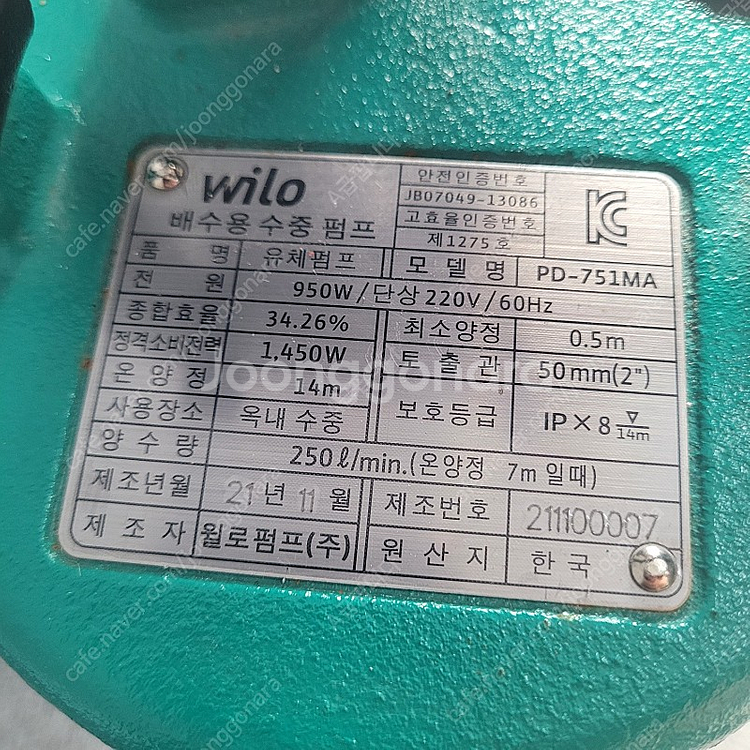 wilo
배수용 수중 펌프
안전인증번호
JB07049-13086
고효율인증번호
제1275호
품 명 유체펌프 모 델 명 PD-751MA
전 원 950W/단상 220V/60Hz
종합효율 34.26% 최소양정 0.5m
정격소비전력 1,450W 토 출 관 50mm(2")
온 양 정 14m 보호등급 IP×8 ▽ 14m
사용장소 옥내 수중
양 수 량 250ℓ/min.(온양정 7m 일때)
제조년월 21년 11월 제조번호 211100007
제 조 자 윌로펌프(주) 원 산 지 한 국
Joonggonara
cafe.naver.com/joonggonara